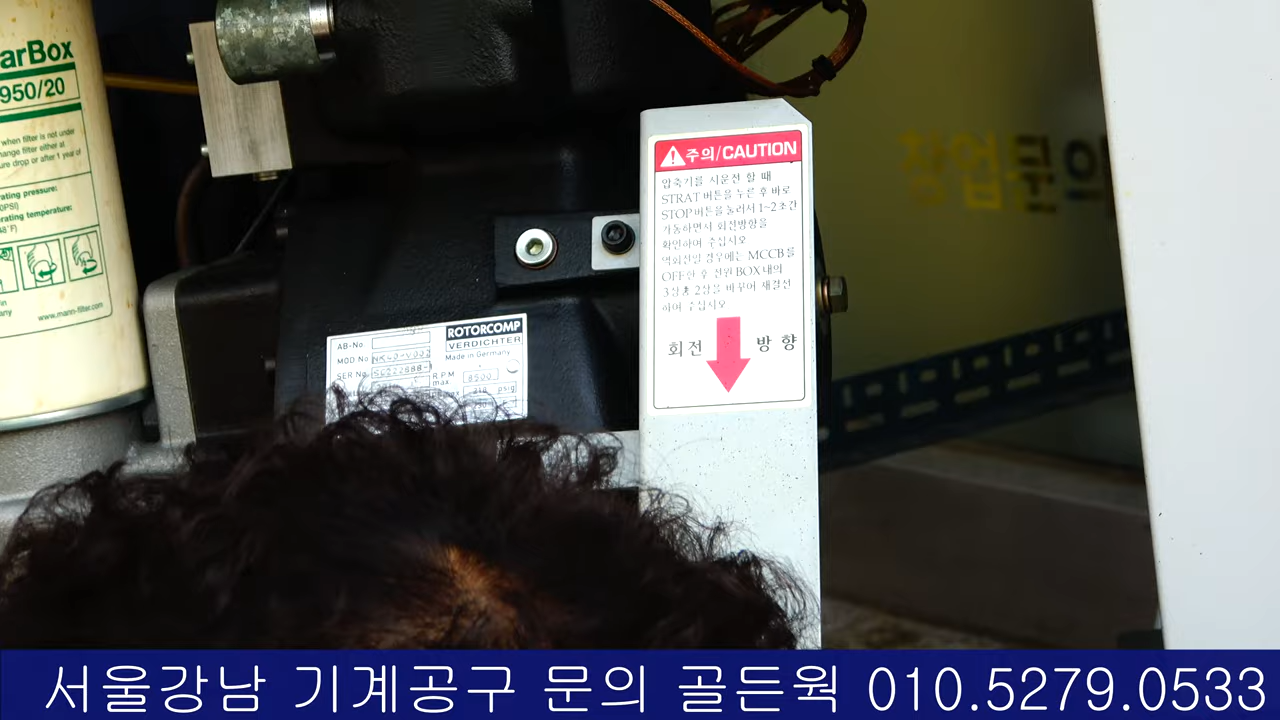 arBox
950/20
when filter is not under
change filter either at
ure drop or after 1 year of
rating pressure:
0PSI)
rating temperature:
48°F)
www.mann-filter.com
ROTORCOMP
VERDICHTER
Made in Germany
AB-No
MOD No
SER No
R.P.M
max.
8500
psig
주의/CAUTION
압축기를 시운전 할 때
STRAT 버튼을 누른 후 바로
STOP버튼을 눌러서 1~2초간
가동하면서 회전방향을
확인하여 주십시오
역회전일 경우에는 MCCB를
OFF한 후 전원 BOX내의
3상中 2상을 바꾸어 재결선
하여 주십시오
회전 방향
창업문의
서울강남 기계공구 문의 골든웍 010.5279.0533